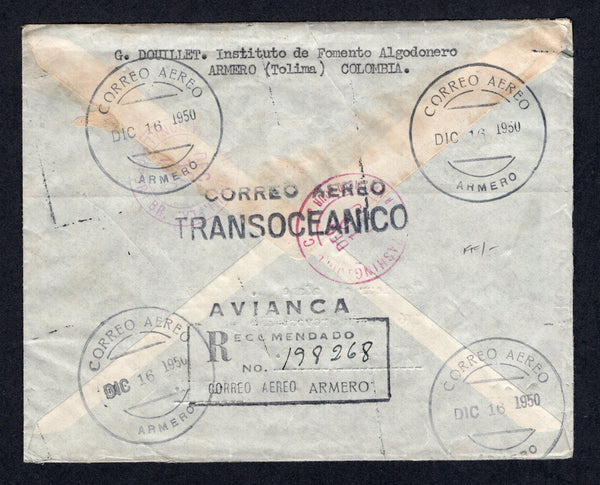 G. DOUILLET. Instituto de Fomento Algodonero
ARMERO (Tolima) COLOMBIA.
CORREO AEREO
DIC 16 1950
ARMERO
CORREO AEREO
DIC 16 1950
ARMERO
CORREO AEREO
TRANSOCEANICO
AVIANCA
RECOMENDADO
No. 198268
CORREO AEREO ARMERO
CORREO AEREO
DIC 16 1950
ARMERO
CORREO AEREO
DIC 16 1950
ARMERO